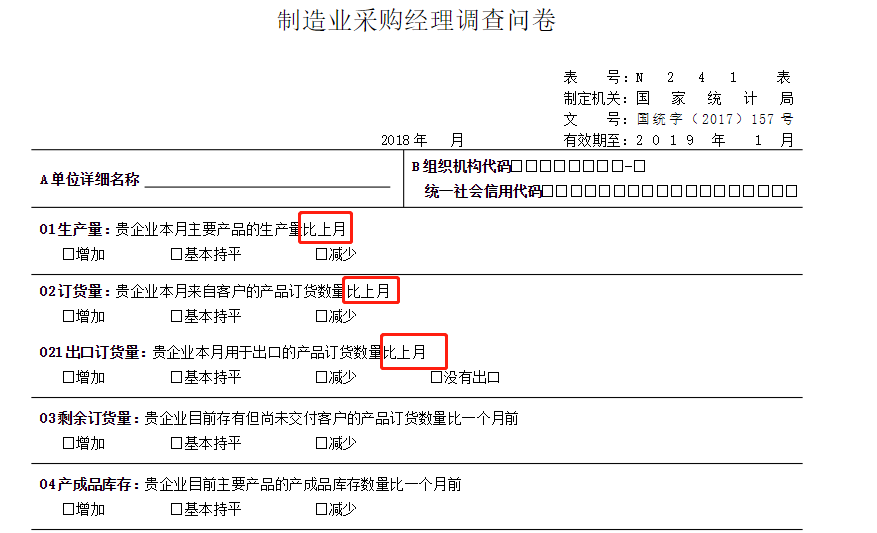 制造业采购经理调查问卷
表 号：N 2 4 1 表
制定机关：国 家 统 计 局
文 号：国统字（2017）157号
2018年 月 有效期至：2 0 1 9 年 1 月
A单位详细名称 B组织机构代码□□□□□□□□-□
统一社会信用代码□□□□□□□□□□□□□□□□□□
01生产量：贵企业本月主要产品的生产量比上月
□增加 □基本持平 □减少
02订货量：贵企业本月来自客户的产品订货数量比上月
□增加 □基本持平 □减少
021出口订货量：贵企业本月用于出口的产品订货数量比上月
□增加 □基本持平 □减少 □没有出口
03剩余订货量：贵企业目前存有但尚未交付客户的产品订货数量比一个月前
□增加 □基本持平 □减少
04产成品库存：贵企业目前主要产品的产成品库存数量比一个月前
□增加 □基本持平 □减少